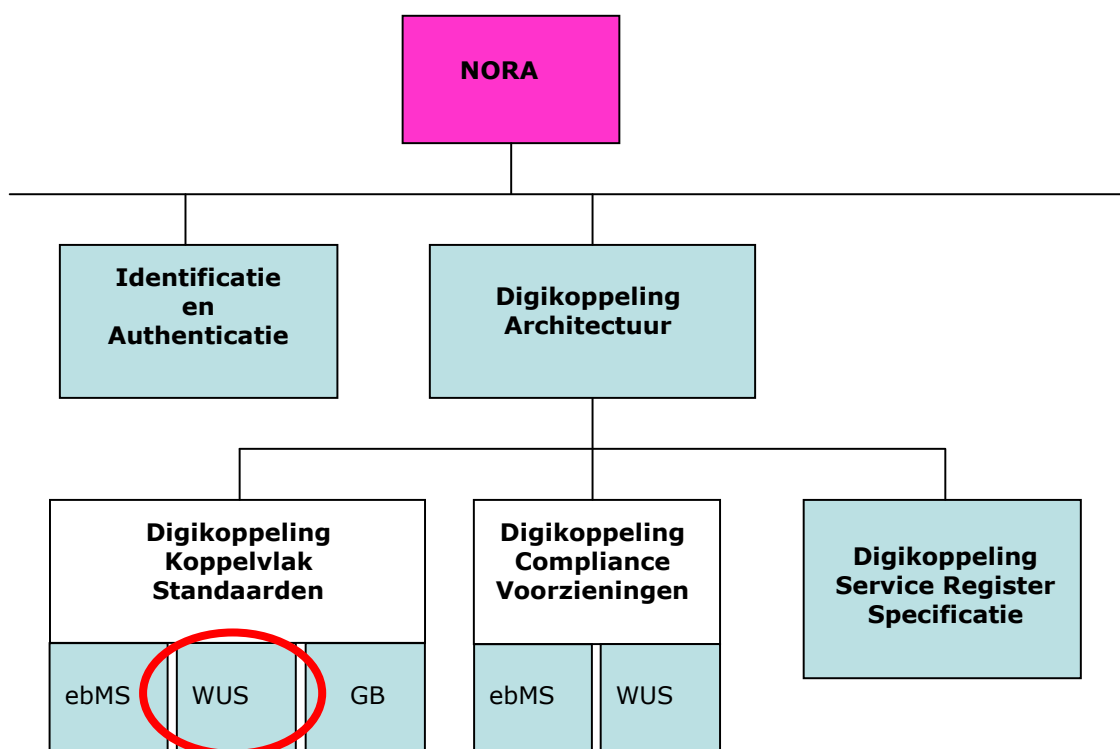 NORA
Identificatie
en
Authenticatie
Digikoppeling
Architectuur
Digikoppeling
Koppelvlak
Standaarden
Digikoppeling
Compliance
Voorzieningen
Digikoppeling
Service Register
Specificatie
ebMS
WUS
GB
ebMS
WUS